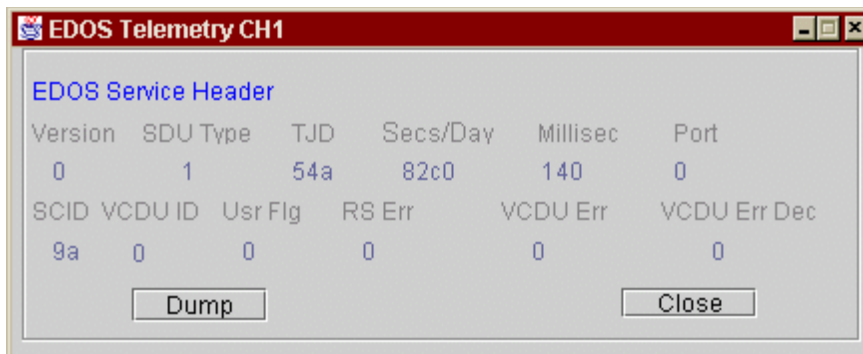 EDOS Telemetry CH1
EDOS Service Header
Version SDU Type TJD Secs/Day Millisec Port
0 1 54a 82c0 140 0
SCID VCDU ID Usr Flg RS Err VCDU Err VCDU Err Dec
9a 0 0 0 0 0
Dump Close